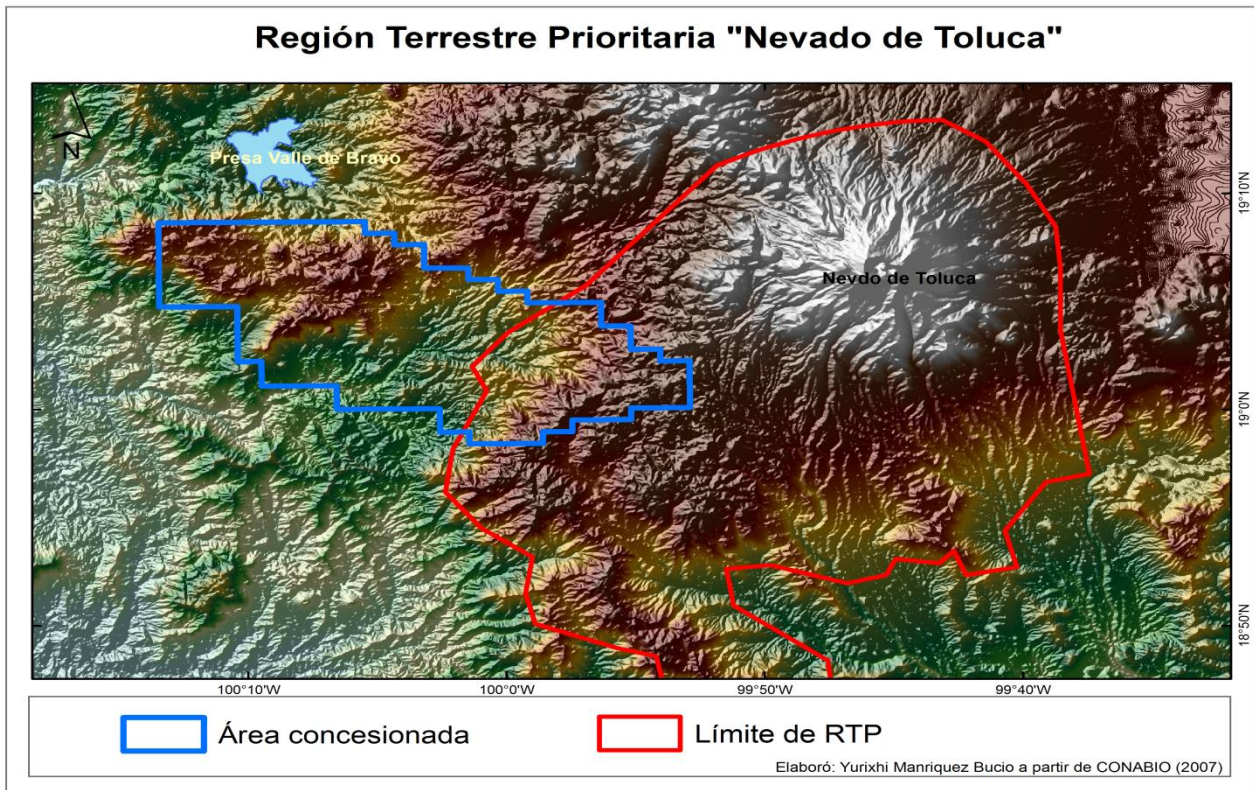 Región Terrestre Prioritaria "Nevado de Toluca"
N
Presa Valle de Bravo
Nevdo de Toluca
19°10'N
19°0'N
18°50'N
100°10'W 100°0'W 99°50'W 99°40'W
Área concesionada
Límite de RTP
Elaboró: Yurixhi Manriquez Bucio a partir de CONABIO (2007)